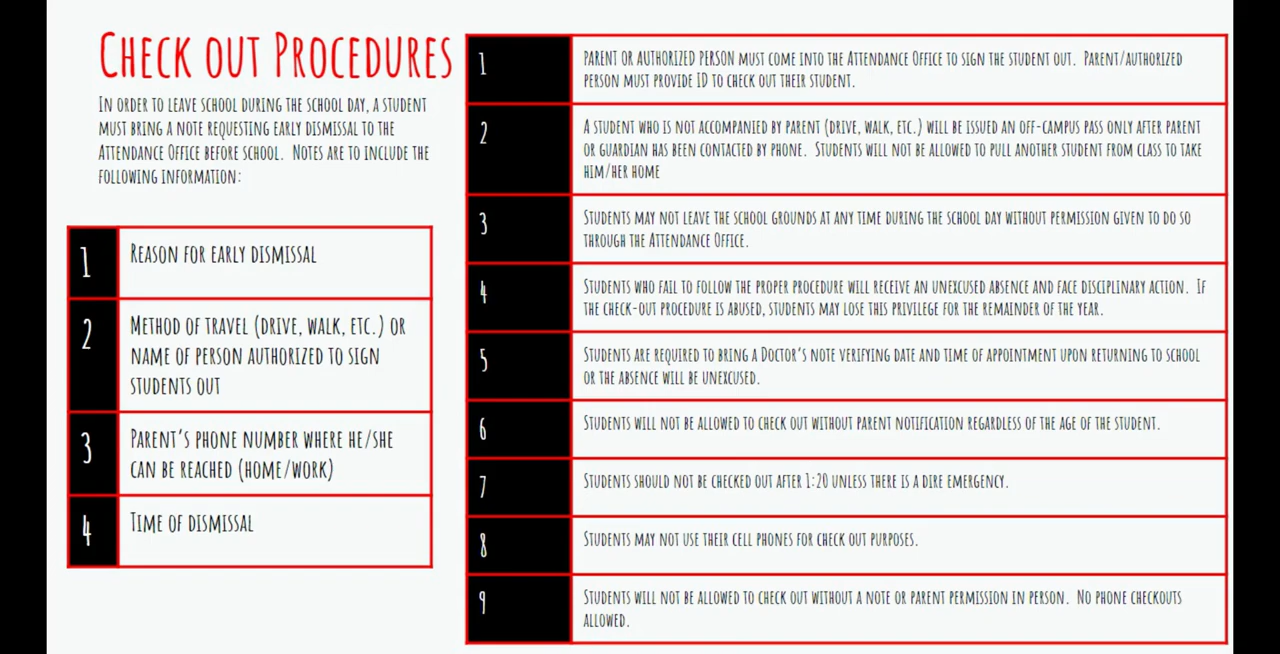 Check out Procedures
In order to leave school during the school day, a student
must bring a note requesting early dismissal to the
Attendance Office before school. Notes are to include the
following information:
1 Reason for early dismissal
2 Method of travel (drive, walk, etc.) or
name of person authorized to sign
students out
3 Parent's phone number where he/she
can be reached (home/work)
4 Time of dismissal
1 PARENT OR AUTHORIZED PERSON must come into the Attendance Office to sign the student out. Parent/authorized
person must provide ID to check out their student.
2 A student who is not accompanied by parent (drive, walk, etc.) will be issued an off-campus pass only after parent
or guardian has been contacted by phone. Students will not be allowed to pull another student from class to take
him/her home
3 Students may not leave the school grounds at any time during the school day without permission given to do so
through the Attendance Office.
4 Students who fail to follow the proper procedure will receive an unexcused absence and face disciplinary action. If
the check-out procedure is abused, students may lose this privilege for the remainder of the year.
5 Students are required to bring a Doctor's note verifying date and time of appointment upon returning to school
or the absence will be unexcused.
6 Students will not be allowed to check out without parent notification regardless of the age of the student.
7 Students should not be checked out after 1:20 unless there is a dire emergency.
8 Students may not use their cell phones for check out purposes.
9 Students will not be allowed to check out without a note or parent permission in person. No phone checkouts
allowed.